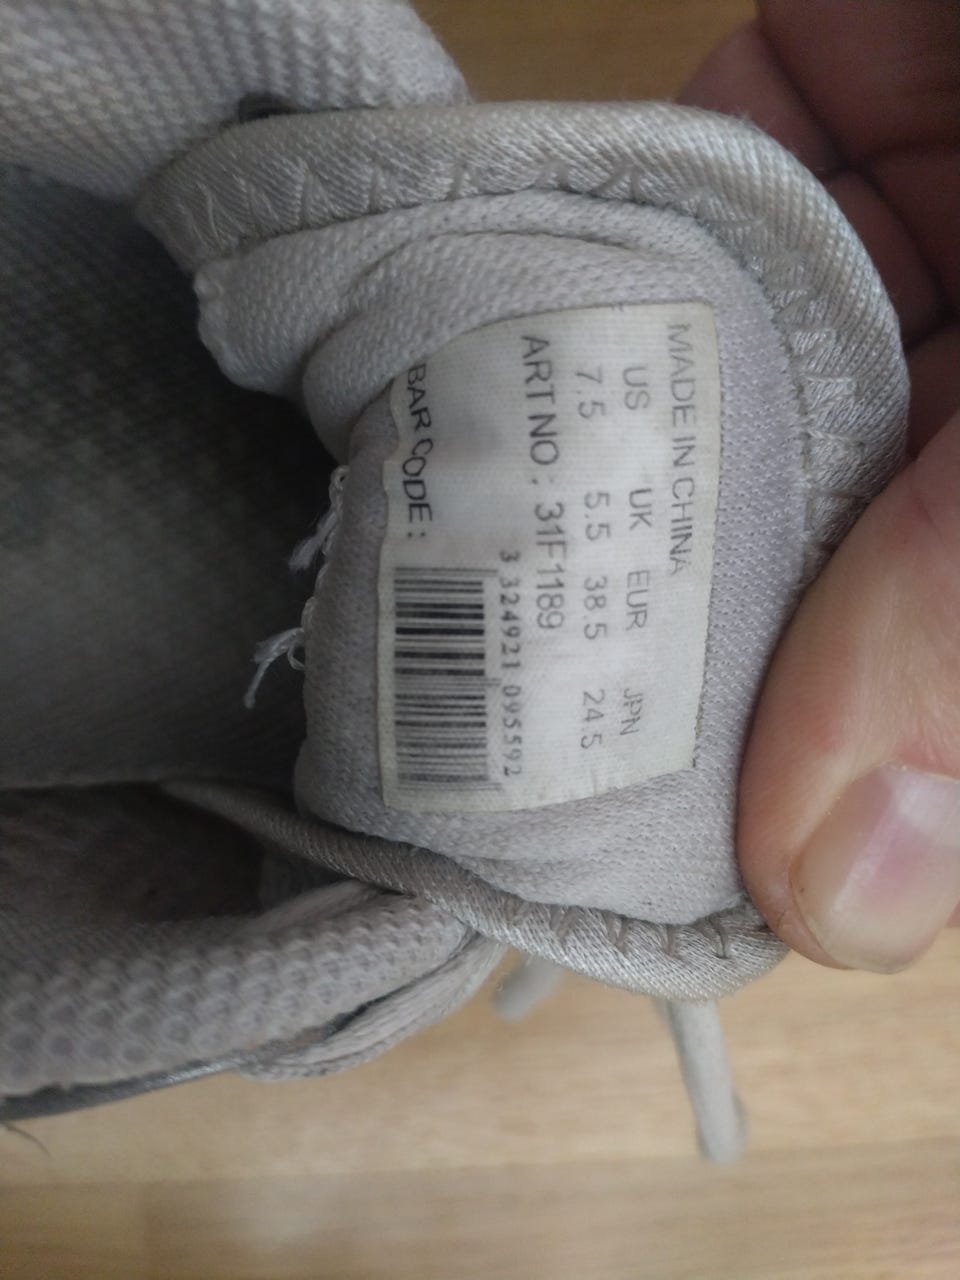 MADE IN CHINA
US UK EUR JPN
7,5 5.5 38.5 24.5
ART NO : 31F1189
BAR CODE :
3 324921 095592